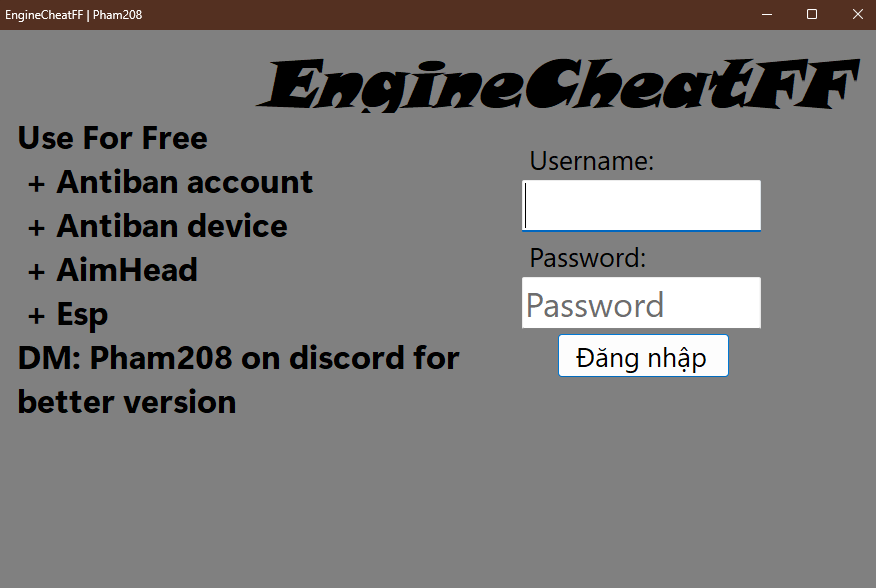 EngineCheatFF | Pham208
EngineCheatFF
Use For Free
+ Antiban account
+ Antiban device
+ AimHead
+ Esp
DM: Pham208 on discord for
better version
Username:
Password:
Password
Đăng nhập